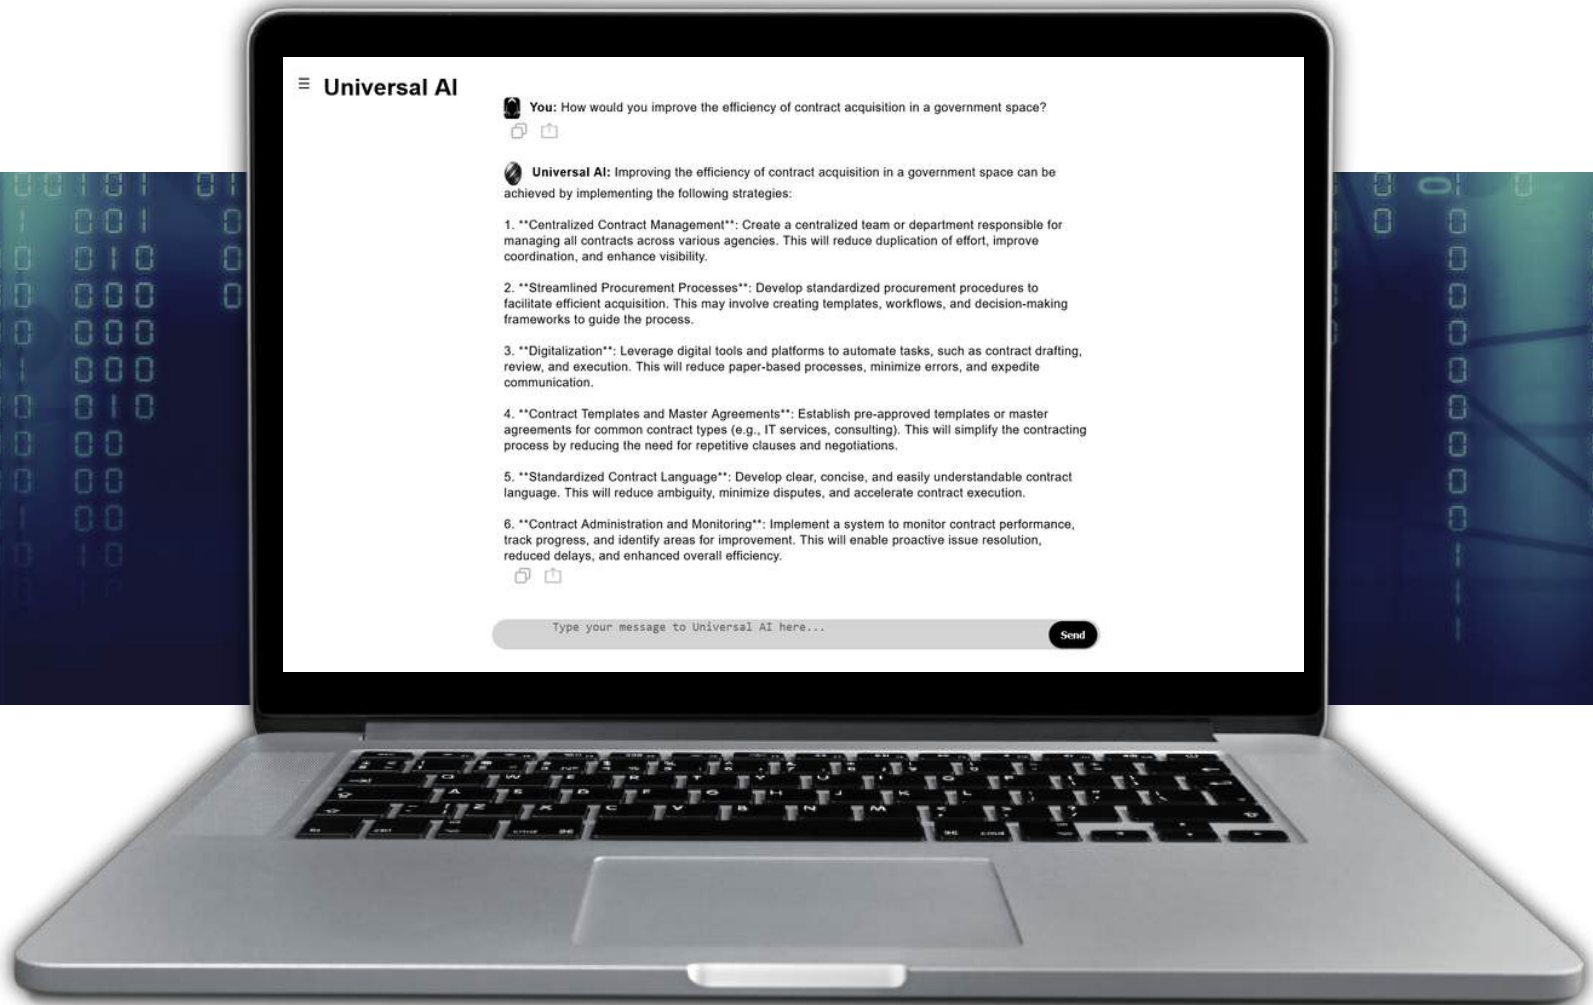 ☰ Universal AI
You: How would you improve the efficiency of contract acquisition in a government space?
Universal AI: Improving the efficiency of contract acquisition in a government space can be
achieved by implementing the following strategies:
1. **Centralized Contract Management**: Create a centralized team or department responsible for
managing all contracts across various agencies. This will reduce duplication of effort, improve
coordination, and enhance visibility.
2. **Streamlined Procurement Processes**: Develop standardized procurement procedures to
facilitate efficient acquisition. This may involve creating templates, workflows, and decision-making
frameworks to guide the process.
3. **Digitalization**: Leverage digital tools and platforms to automate tasks, such as contract drafting,
review, and execution. This will reduce paper-based processes, minimize errors, and expedite
communication.
4. **Contract Templates and Master Agreements**: Establish pre-approved templates or master
agreements for common contract types (e.g., IT services, consulting). This will simplify the contracting
process by reducing the need for repetitive clauses and negotiations.
5. **Standardized Contract Language**: Develop clear, concise, and easily understandable contract
language. This will reduce ambiguity, minimize disputes, and accelerate contract execution.
6. **Contract Administration and Monitoring**: Implement a system to monitor contract performance,
track progress, and identify areas for improvement. This will enable proactive issue resolution,
reduced delays, and enhanced overall efficiency.
Type your message to Universal AI here...
Send